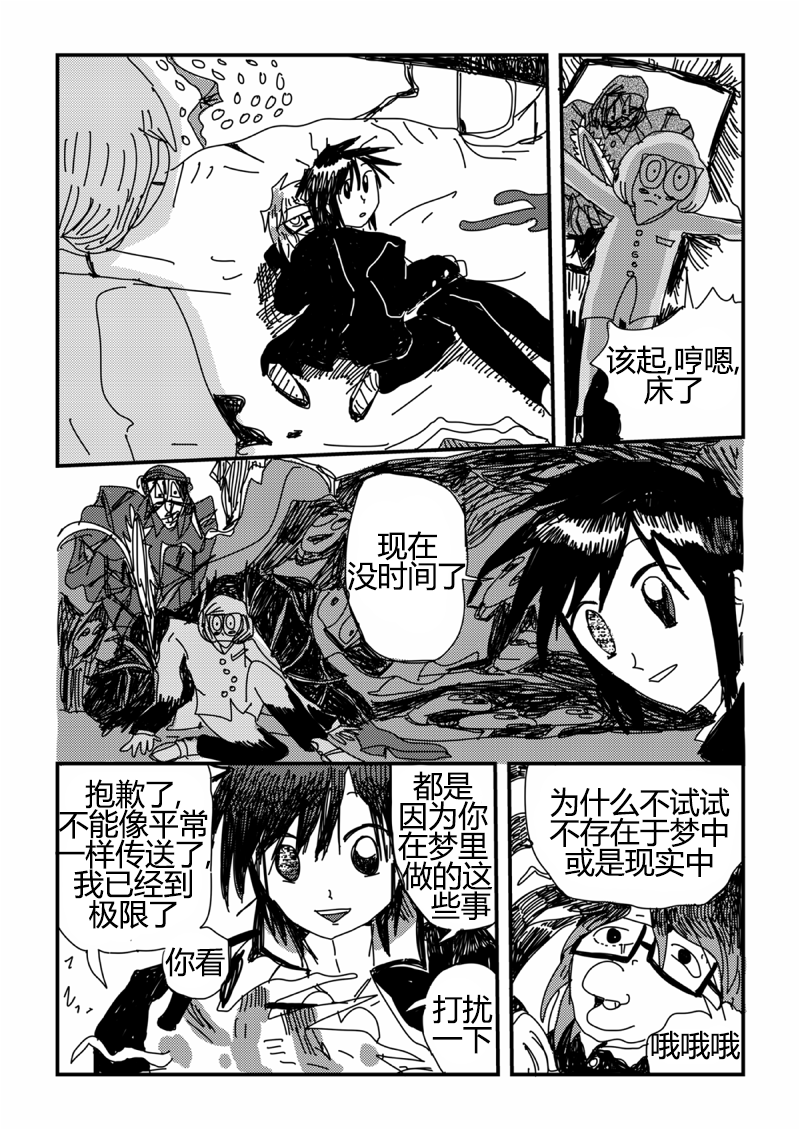 该起,哼嗯,
床了
现在
没时间了
都是
因为你
在梦里
做的这
些事
抱歉了,
不能像平常
一样传送了,
我已经到
极限了
你看
打扰
一下
为什么不试试
不存在于梦中
或是现实中
哦哦哦